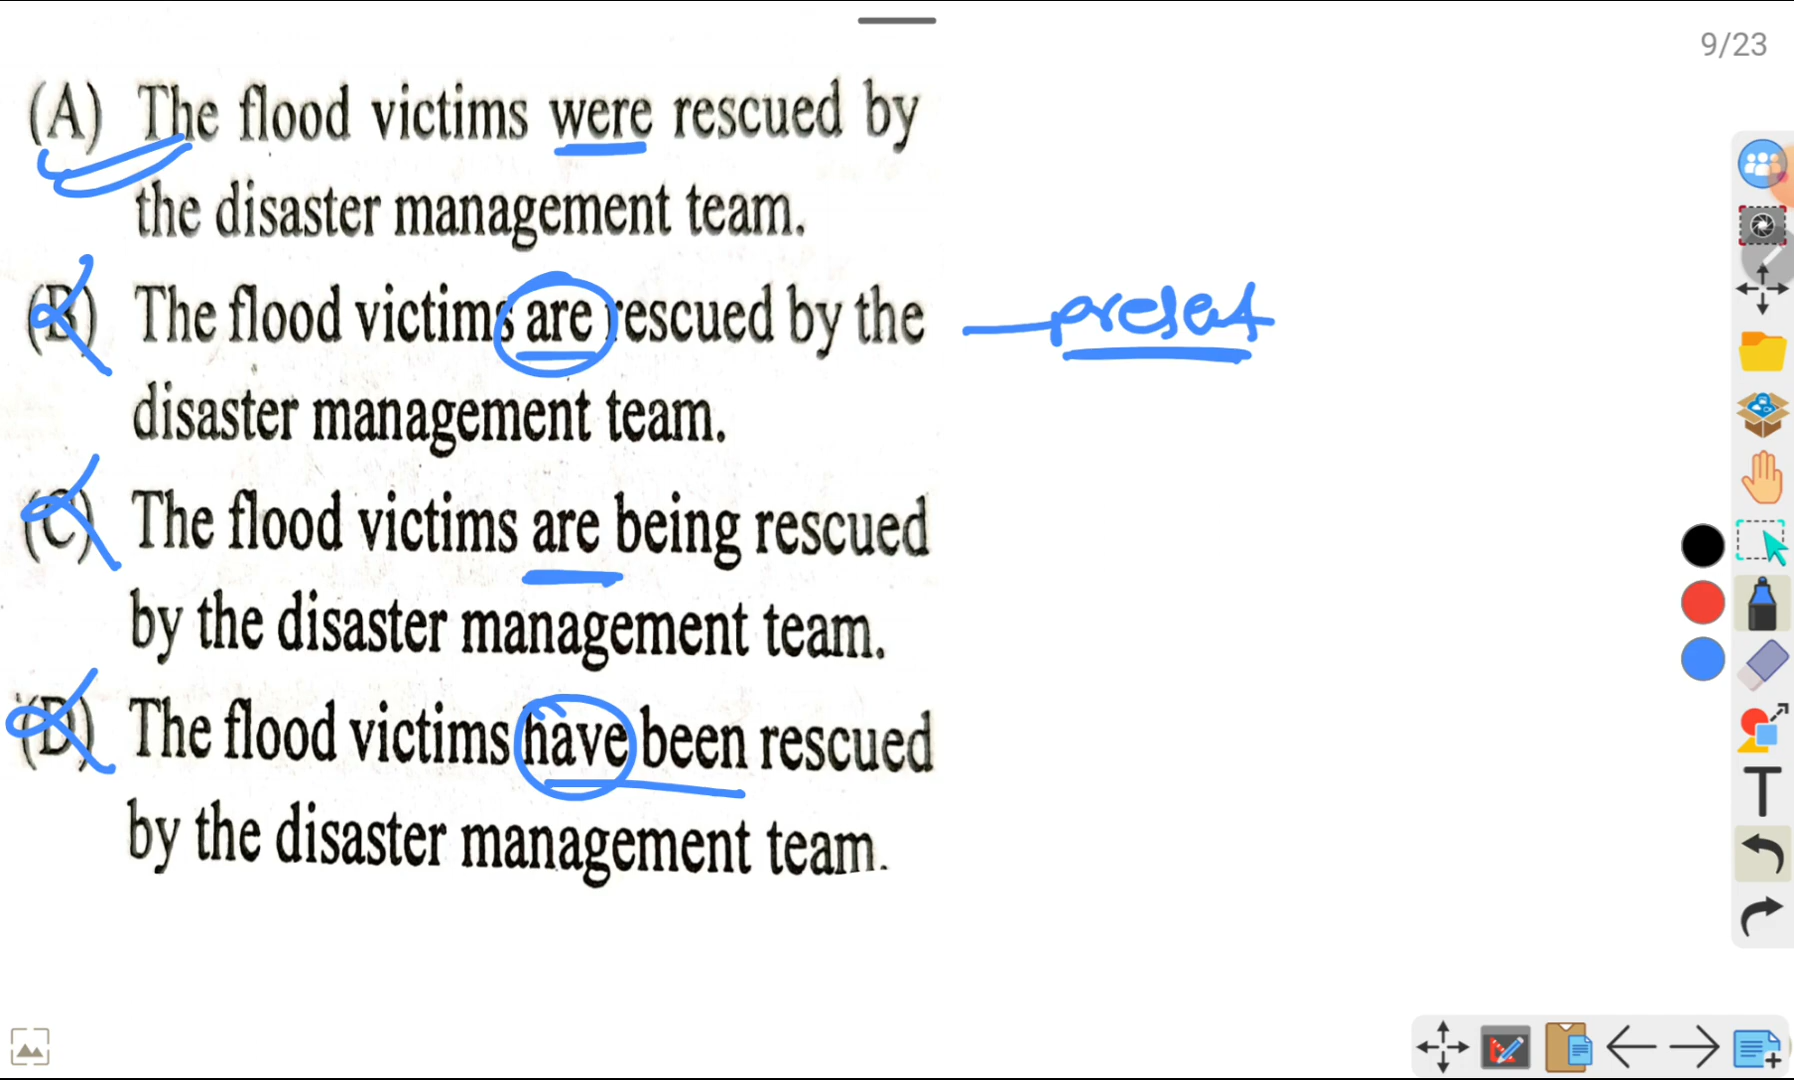 9/23
(A) The flood victims were rescued by
the disaster management team.
(B) The flood victims are rescued by the
present
disaster management team.
(C) The flood victims are being rescued
by the disaster management team.
(D) The flood victims have been rescued
by the disaster management team.
T